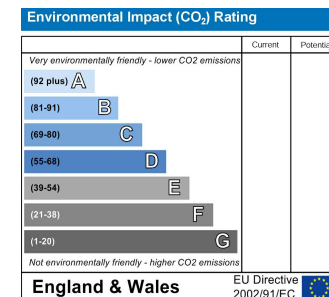 Environmental Impact (CO₂) Rating
Current Potential
Very environmentally friendly - lower CO2 emissions
(92 plus) A
(81-91) B
(69-80) C
(55-68) D
(39-54) E
(21-38) F
(1-20) G
Not environmentally friendly - higher CO2 emissions
England & Wales
EU Directive
2002/91/EC